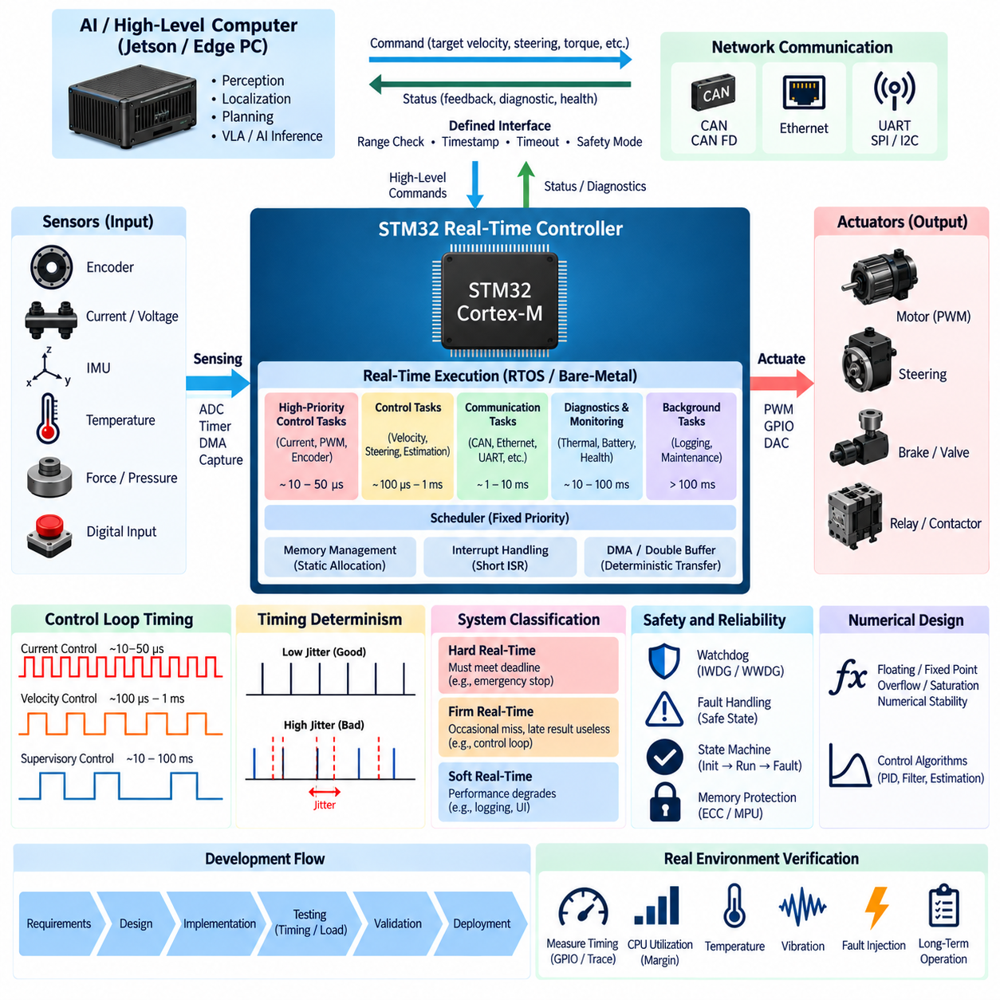 AI / High-Level Computer
(Jetson / Edge PC)
• Perception
• Localization
• Planning
• VLA / AI Inference
Command (target velocity, steering, torque, etc.)
Status (feedback, diagnostic, health)
Defined Interface
Range Check • Timestamp • Timeout • Safety Mode
High-Level
Commands
Status / Diagnostics
Network Communication
CAN
CAN
CAN FD
Ethernet
UART
SPI / I2C
Sensors (Input)
Encoder
Current / Voltage
z
x
y
IMU
Temperature
Force / Pressure
Digital Input
Sensing
ADC
Timer
DMA
Capture
STM32 Real-Time Controller
STM32
Cortex-M
Real-Time Execution (RTOS / Bare-Metal)
High-Priority
Control Tasks
(Current, PWM,
Encoder)
~ 10 – 50 µs
Control Tasks
(Velocity,
Steering, Estimation)
~ 100 µs – 1 ms
Communication
Tasks
(CAN, Ethernet,
UART, etc.)
~ 1 – 10 ms
Diagnostics &
Monitoring
(Thermal, Battery,
Health)
~ 10 – 100 ms
Background
Tasks
(Logging,
Maintenance)
> 100 ms
Scheduler (Fixed Priority)
Memory Management
(Static Allocation)
Interrupt Handling
(Short ISR)
DMA / Double Buffer
(Deterministic Transfer)
Actuate
PWM
GPIO
DAC
Actuators (Output)
Motor (PWM)
Steering
Brake / Valve
Relay / Contactor
Control Loop Timing
Current Control ~10–50 µs
Velocity Control ~100 µs – 1 ms
Supervisory Control ~10 – 100 ms
Timing Determinism
Low Jitter (Good)
High Jitter (Bad)
Jitter
System Classification
Hard Real-Time
Must meet deadline
(e.g., emergency stop)
Firm Real-Time
Occasional miss, late result useless
(e.g., control loop)
Soft Real-Time
Performance degrades
(e.g., logging, UI)
Safety and Reliability
Watchdog
(IWDG / WWDG)
Fault Handling
(Safe State)
State Machine
(Init → Run → Fault)
Memory Protection
(ECC / MPU)
Numerical Design
fx
Floating / Fixed Point
Overflow / Saturation
Numerical Stability
Control Algorithms
(PID, Filter, Estimation)
Development Flow
Requirements
Design
Implementation
Testing
(Timing / Load)
Validation
Deployment
Real Environment Verification
Measure Timing
(GPIO / Trace)
CPU Utilization
(Margin)
Temperature
Vibration
Fault Injection
Long-Term
Operation